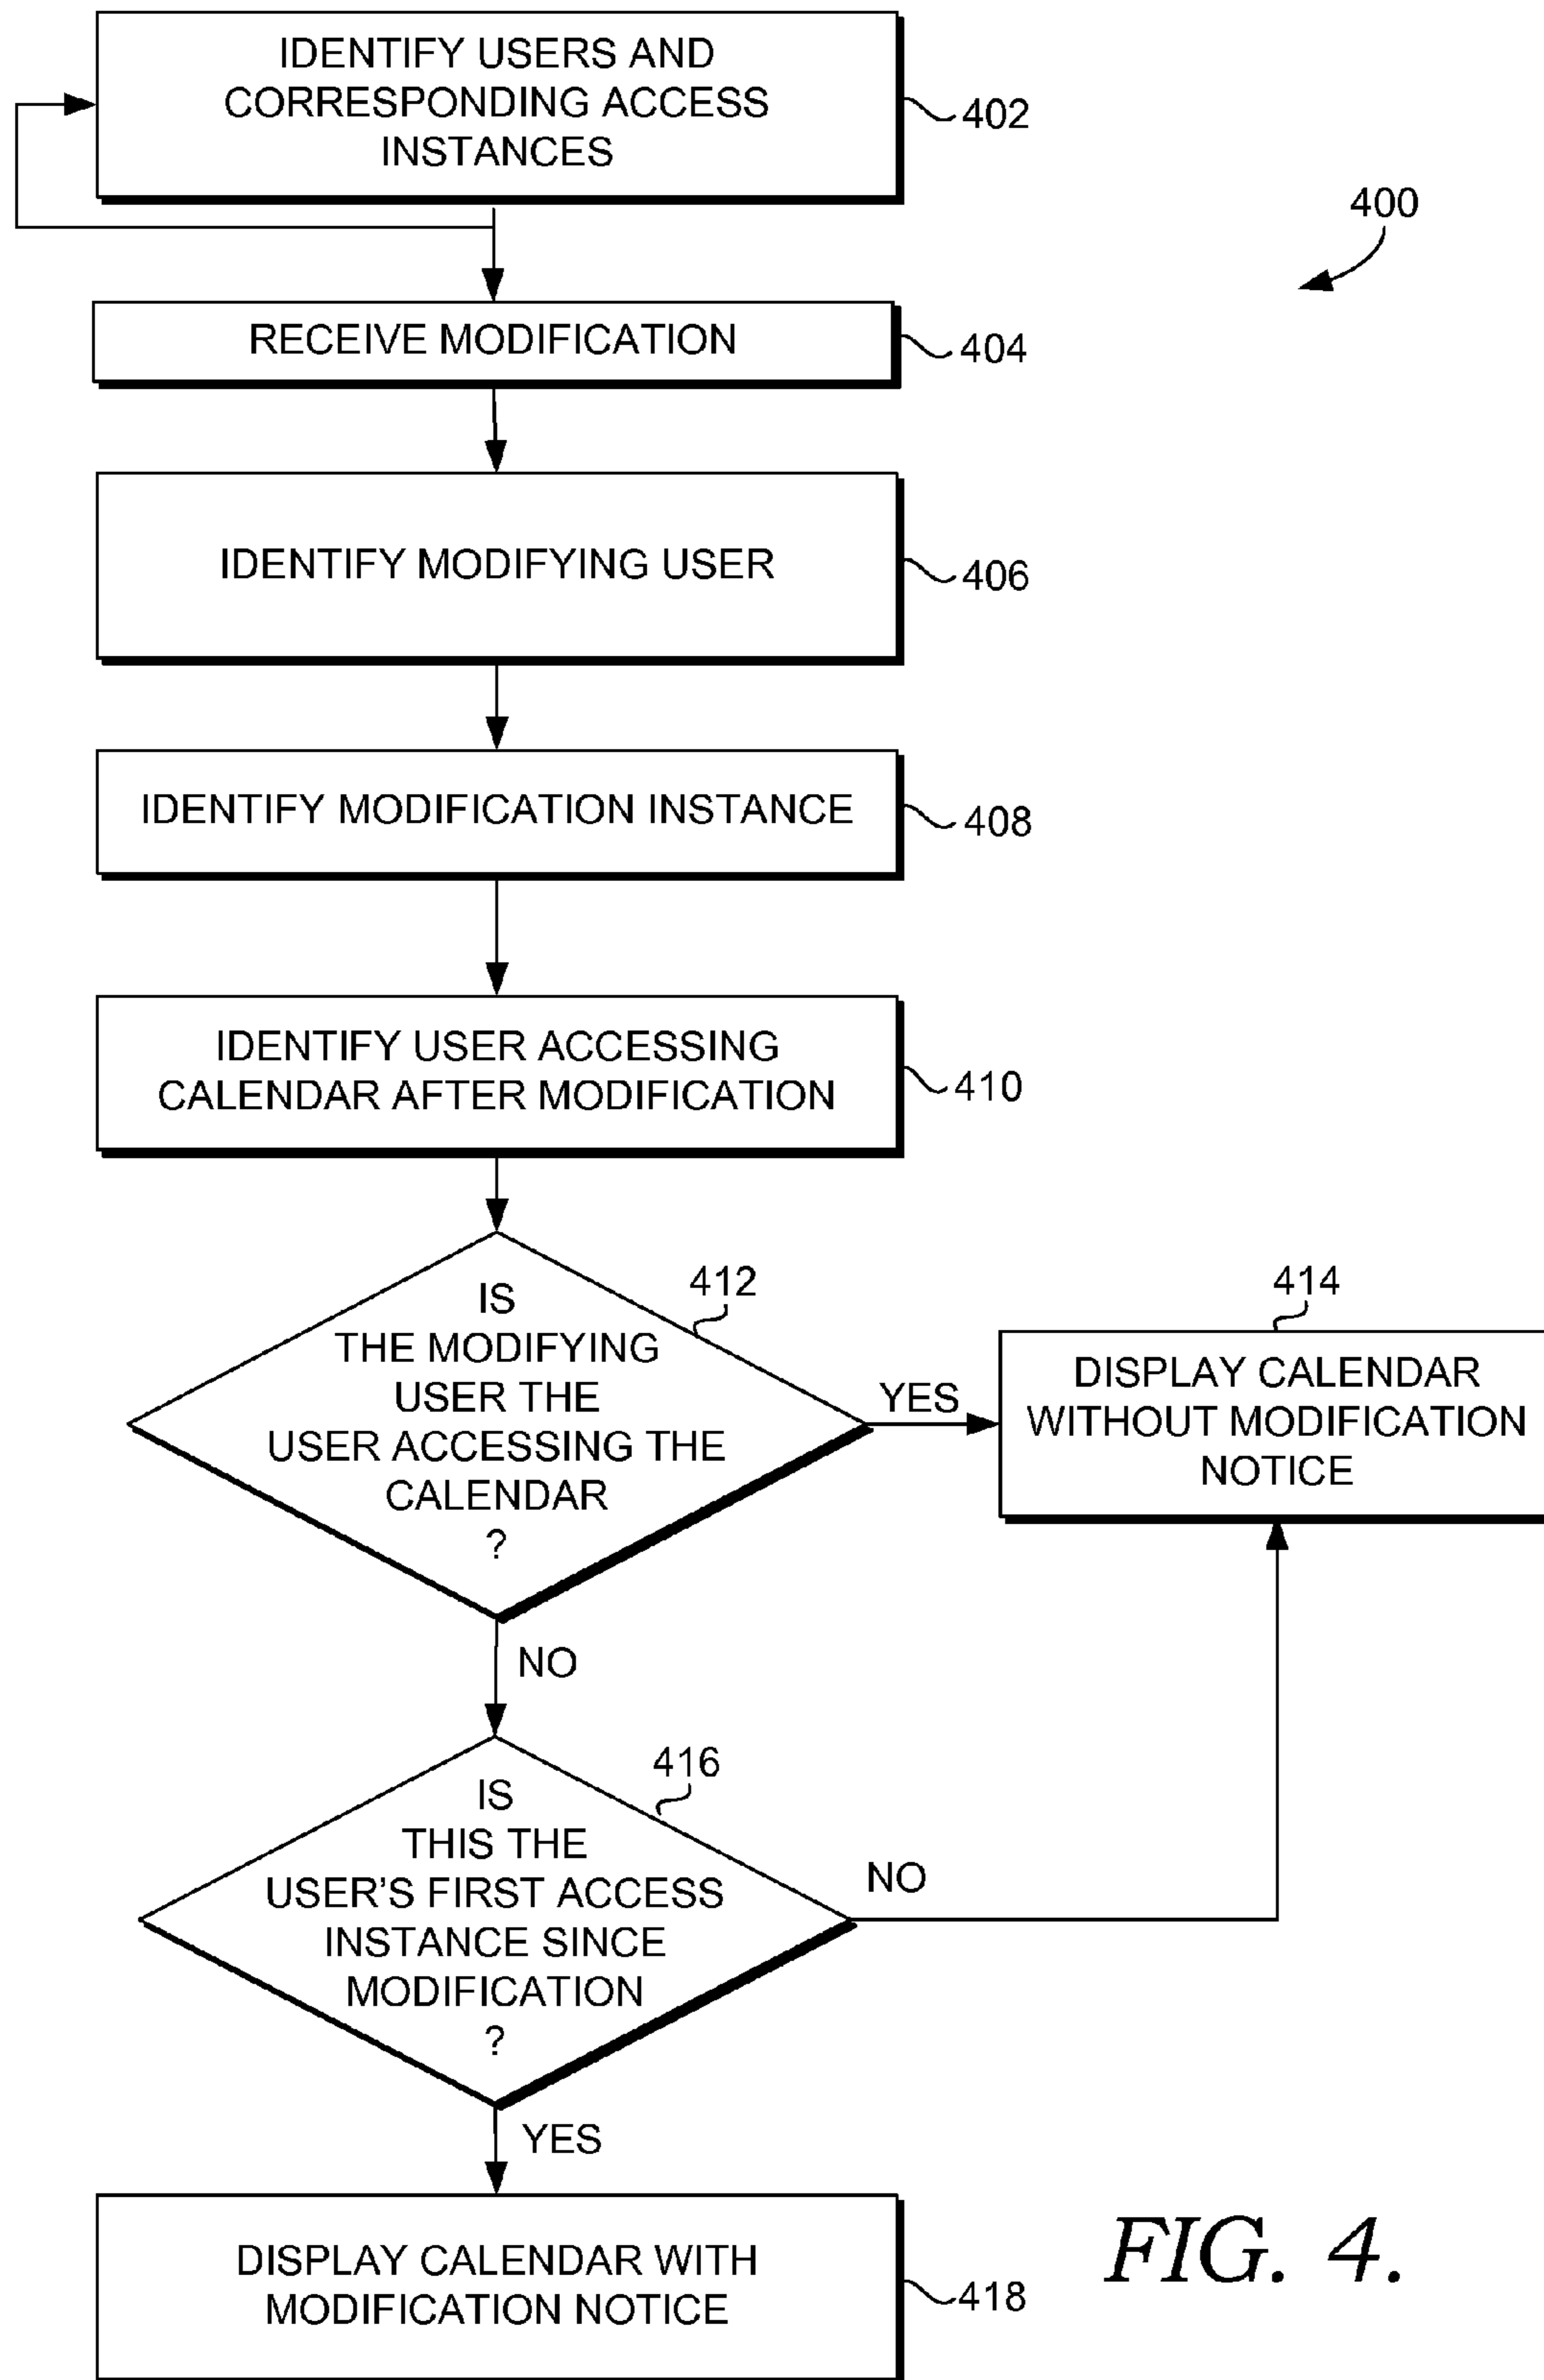 IDENTIFY USERS AND
CORRESPONDING ACCESS
INSTANCES
402
400
RECEIVE MODIFICATION
404
IDENTIFY MODIFYING USER
406
IDENTIFY MODIFICATION INSTANCE
408
IDENTIFY USER ACCESSING
CALENDAR AFTER MODIFICATION
410
IS
THE MODIFYING
USER THE
USER ACCESSING THE
CALENDAR
?
412
YES
414
DISPLAY CALENDAR
WITHOUT MODIFICATION
NOTICE
NO
IS
THIS THE
USER'S FIRST ACCESS
INSTANCE SINCE
MODIFICATION
?
416
NO
YES
DISPLAY CALENDAR WITH
MODIFICATION NOTICE
418
FIG. 4.